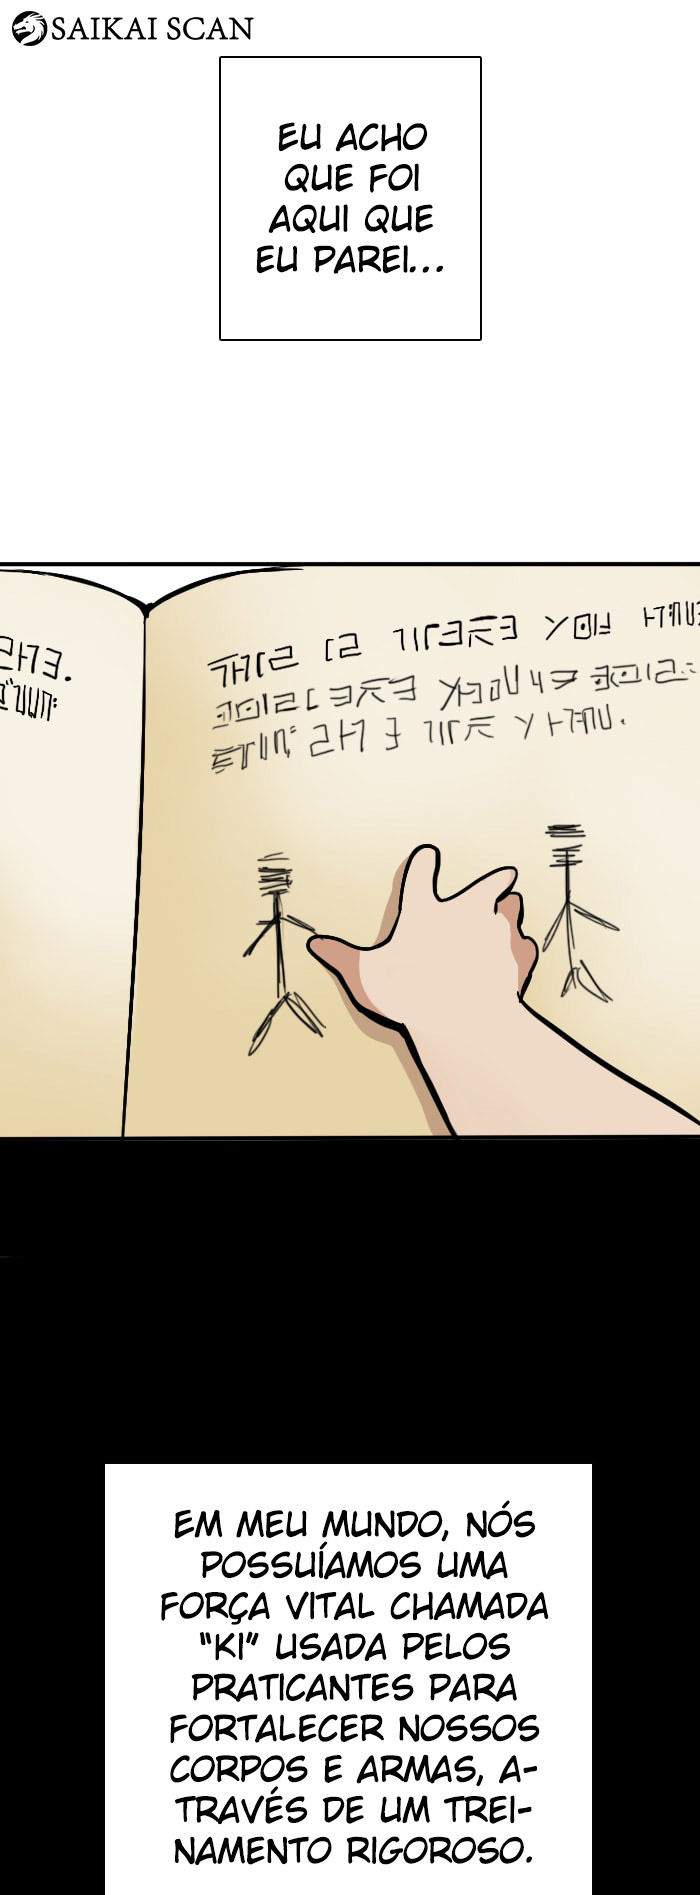 SAIKAI SCAN
EU ACHO
QUE FOI
AQUI QUE
EU PAREI...
EM MEU MUNDO, NÓS
POSSUÍAMOS UMA
FORÇA VITAL CHAMADA
"KI" USADA PELOS
PRATICANTES PARA
FORTALECER NOSSOS
CORPOS E ARMAS, A-
TRAVÉS DE UM TREI-
NAMENTO RIGOROSO.